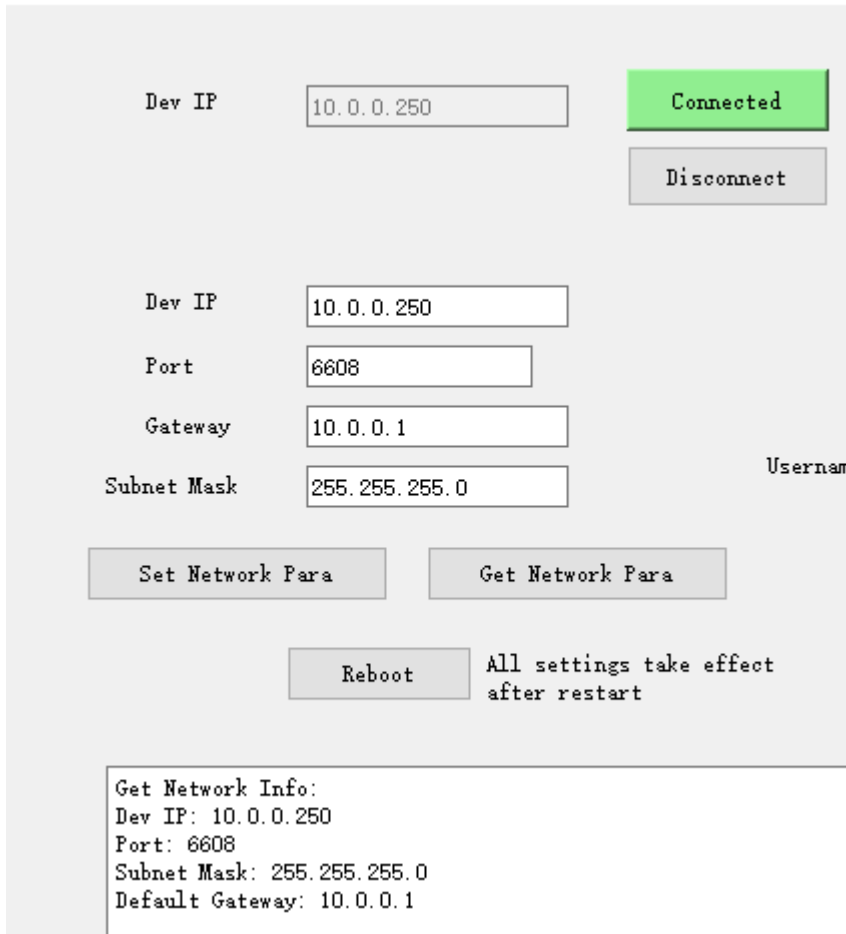 Dev IP
10.0.0.250
Connected
Disconnect
Dev IP
10.0.0.250
Port
6608
Gateway
10.0.0.1
Subnet Mask
255.255.255.0
Set Network Para
Get Network Para
Reboot
All settings take effect
after restart
Get Network Info:
Dev IP: 10.0.0.250
Port: 6608
Subnet Mask: 255.255.255.0
Default Gateway: 10.0.0.1